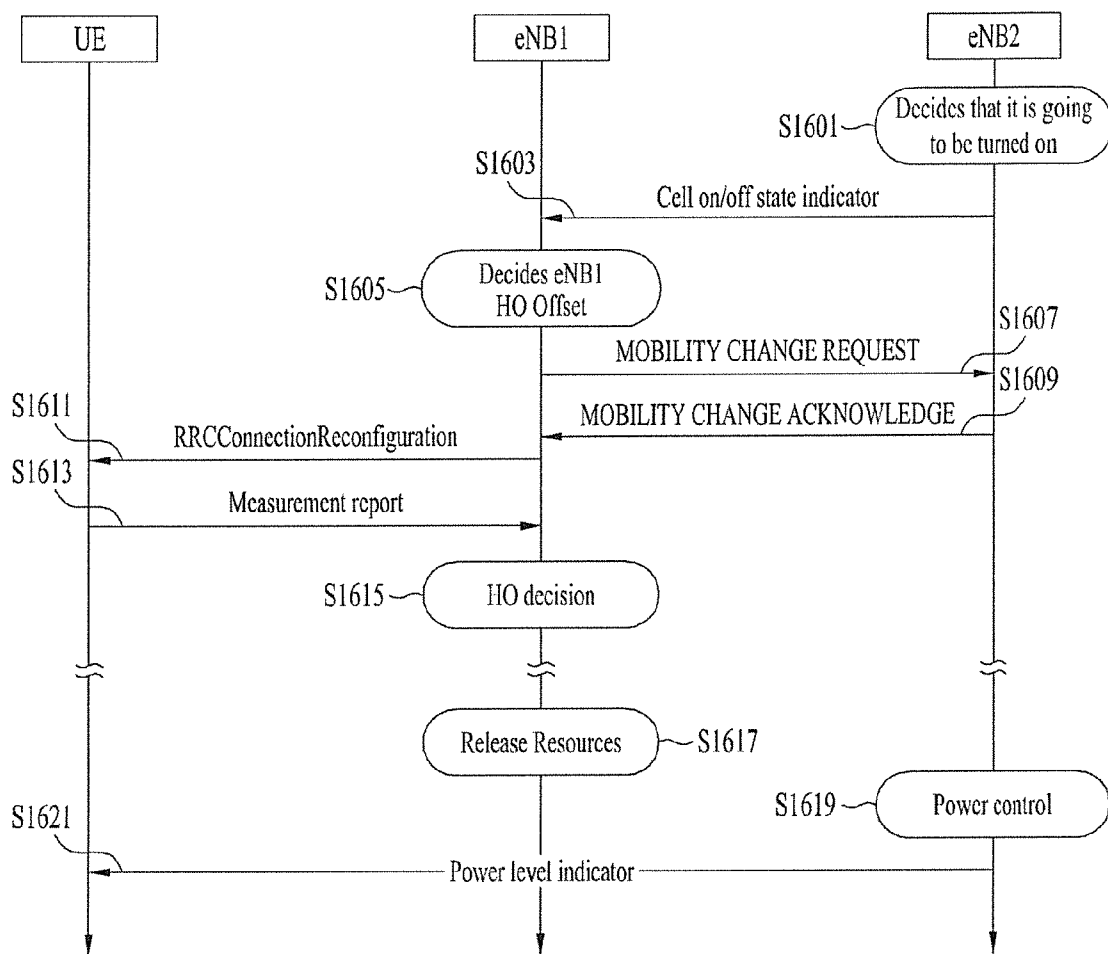 UE
eNB1
eNB2
S1601
Decides that it is going
to be turned on
S1603
Cell on/off state indicator
S1605
Decides eNB1
HO Offset
S1607
MOBILITY CHANGE REQUEST
S1609
MOBILITY CHANGE ACKNOWLEDGE
S1611
RRCConnectionReconfiguration
S1613
Measurement report
S1615
HO decision
Release Resources
S1617
S1619
Power control
S1621
Power level indicator